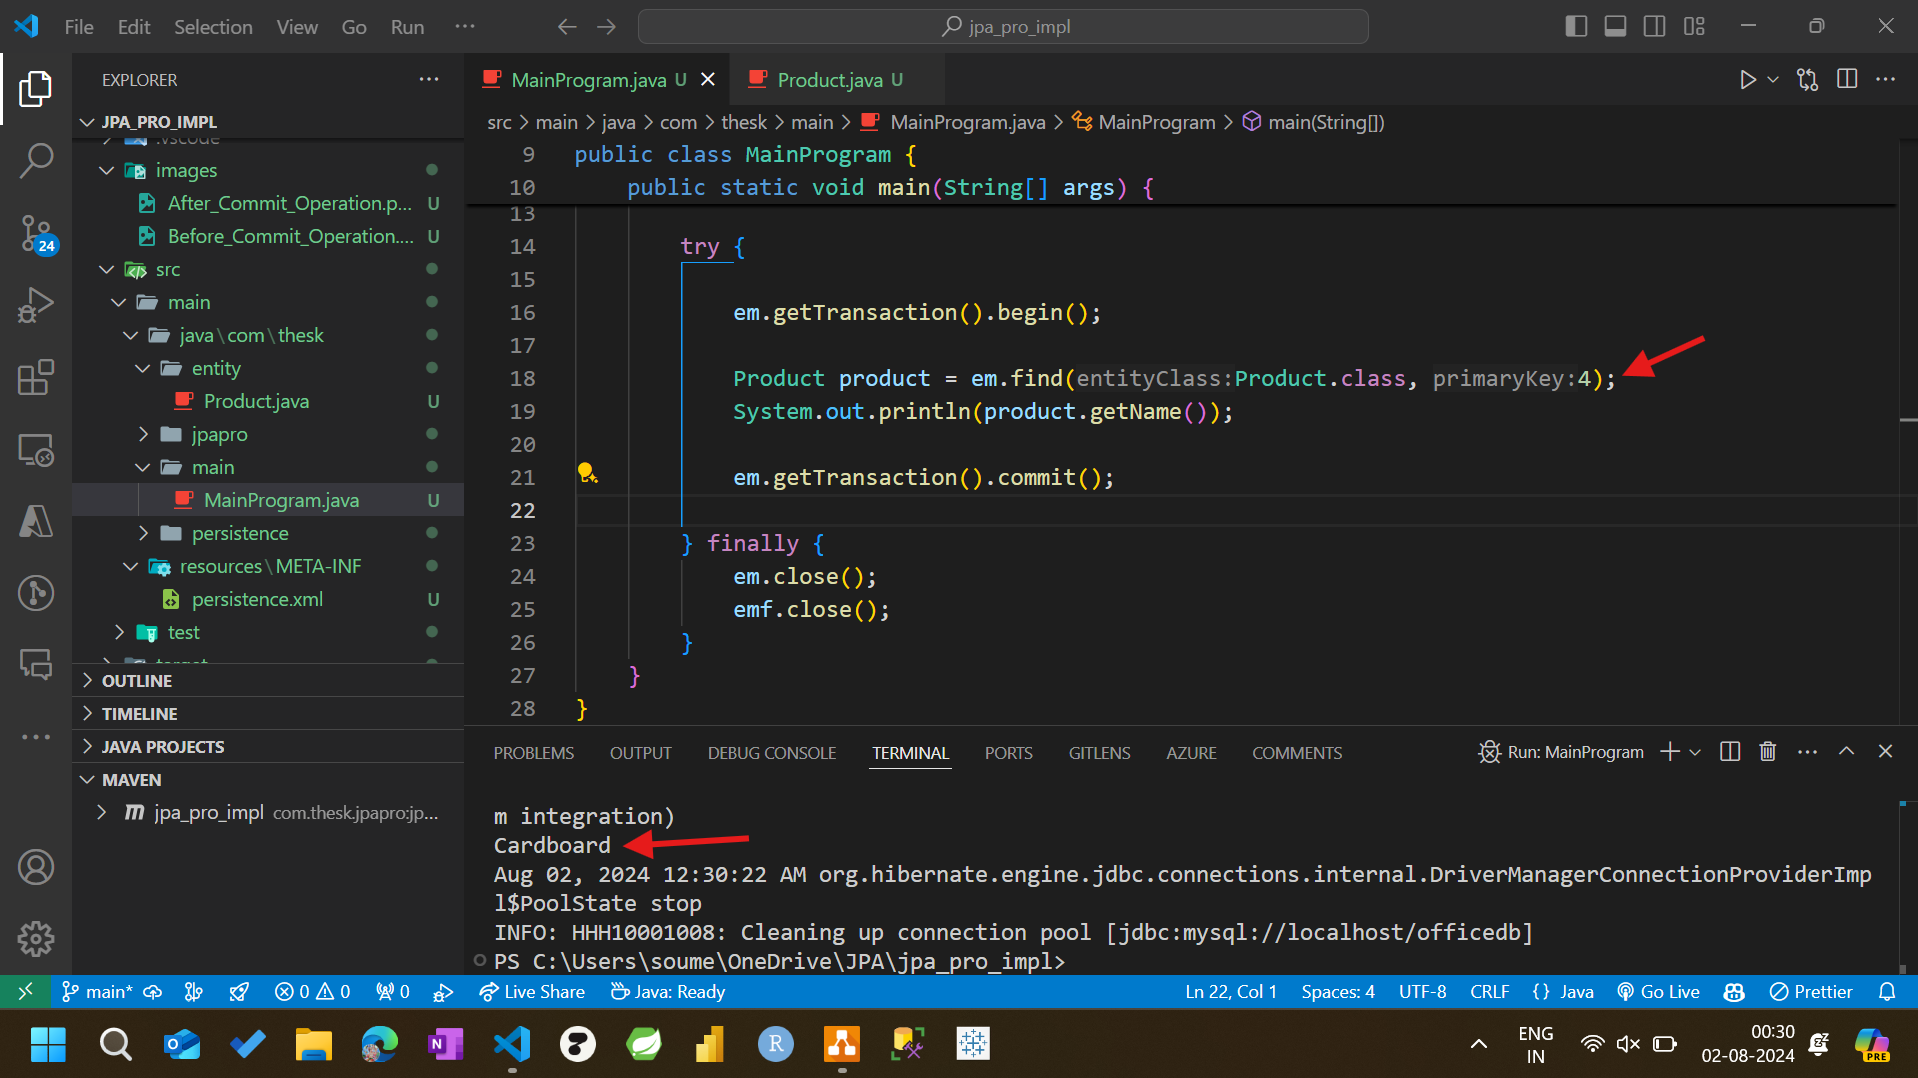 File Edit Selection View Go Run ···
jpa_pro_impl
EXPLORER
JPA_PRO_IMPL
.vscode
images
After_Commit_Operation.p... U
Before_Commit_Operation.... U
src
main
java\com\thesk
entity
Product.java U
jpapro
main
MainProgram.java U
persistence
resources\META-INF
persistence.xml U
test
target
OUTLINE
TIMELINE
JAVA PROJECTS
MAVEN
jpa_pro_impl com.thesk.jpapro:jp...
24
MainProgram.java U
Product.java U
src > main > java > com > thesk > main > MainProgram.java > MainProgram > main(String[])
9 public class MainProgram {
10 public static void main(String[] args) {
13
14 try {
15
16 em.getTransaction().begin();
17
18 Product product = em.find(entityClass:Product.class, primaryKey:4);
19 System.out.println(product.getName());
20
21 em.getTransaction().commit();
22
23 } finally {
24 em.close();
25 emf.close();
26 }
27 }
28 }
PROBLEMS OUTPUT DEBUG CONSOLE TERMINAL PORTS GITLENS AZURE COMMENTS
Run: MainProgram
m integration)
Cardboard
Aug 02, 2024 12:30:22 AM org.hibernate.engine.jdbc.connections.internal.DriverManagerConnectionProviderImp
l$PoolState stop
INFO: HHH10001008: Cleaning up connection pool [jdbc:mysql://localhost/officedb]
PS C:\Users\soume\OneDrive\JPA\jpa_pro_impl>
main* 0 0 0 Live Share Java: Ready
Ln 22, Col 1 Spaces: 4 UTF-8 CRLF {} Java Go Live Prettier
ENG
IN
00:30
02-08-2024
PRE